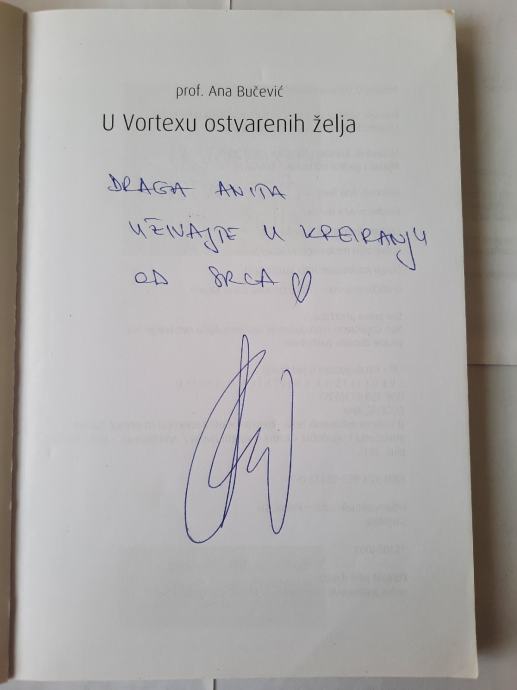 prof. Ana Bučević
U Vortexu ostvarenih želja
DRAGA ANITA
UŽIVAJTE U KREIRANJU
OD SRCA ♡